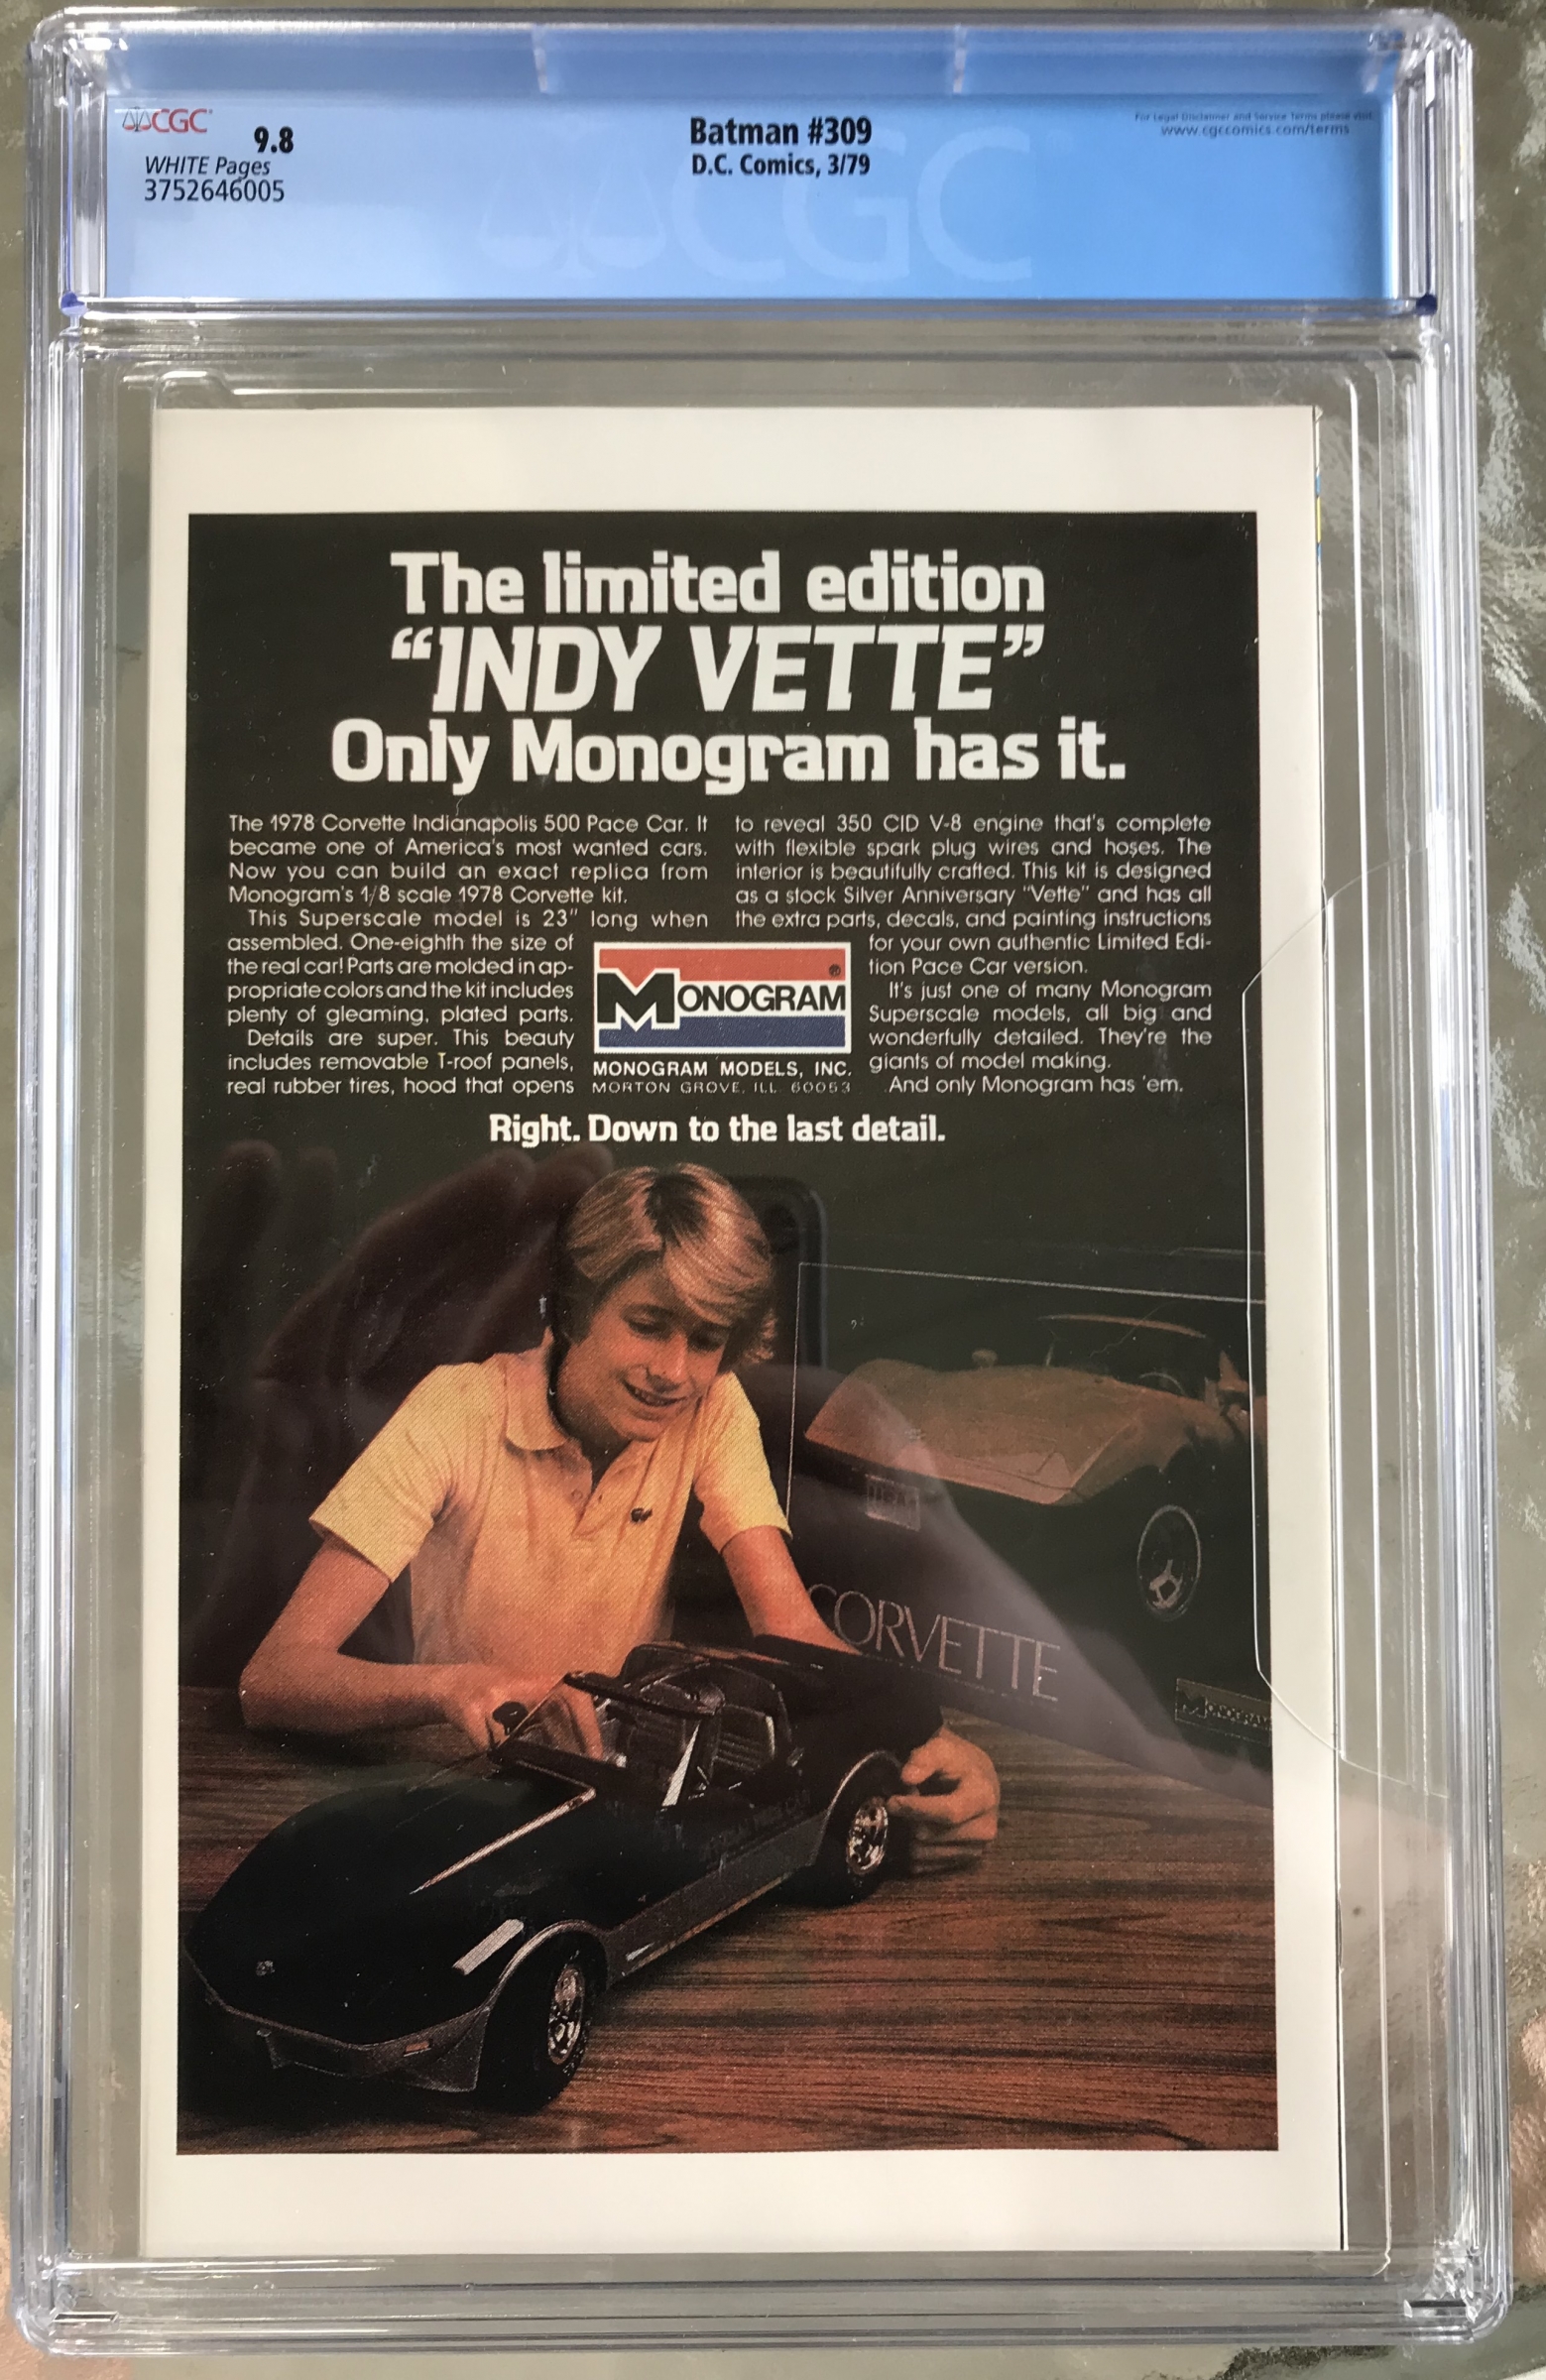 CGC
9.8
WHITE Pages
3752646005
Batman #309
D.C. Comics, 3/79
For Legal Disclaimer and Service Terms please visit:
www.cgccomics.com/terms
CGC
The limited edition
“INDY VETTE”
Only Monogram has it.
The 1978 Corvette Indianapolis 500 Pace Car. It
became one of America's most wanted cars.
Now you can build an exact replica from
Monogram's 1/8 scale 1978 Corvette kit.
This Superscale model is 23" long when
assembled. One-eighth the size of
the real car! Parts are molded in ap-
propriate colors and the kit includes
plenty of gleaming, plated parts.
Details are super. This beauty
includes removable T-roof panels,
real rubber tires, hood that opens
to reveal 350 CID V-8 engine that's complete
with flexible spark plug wires and hoses. The
interior is beautifully crafted. This kit is designed
as a stock Silver Anniversary "Vette" and has all
the extra parts, decals, and painting instructions
for your own authentic Limited Edi-
tion Pace Car version.
It's just one of many Monogram
Superscale models, all big and
wonderfully detailed. They're the
giants of model making.
And only Monogram has 'em.
MONOGRAM ®
MONOGRAM MODELS, INC.
MORTON GROVE, ILL. 60053
Right. Down to the last detail.
CORVETTE
MONOGRAM